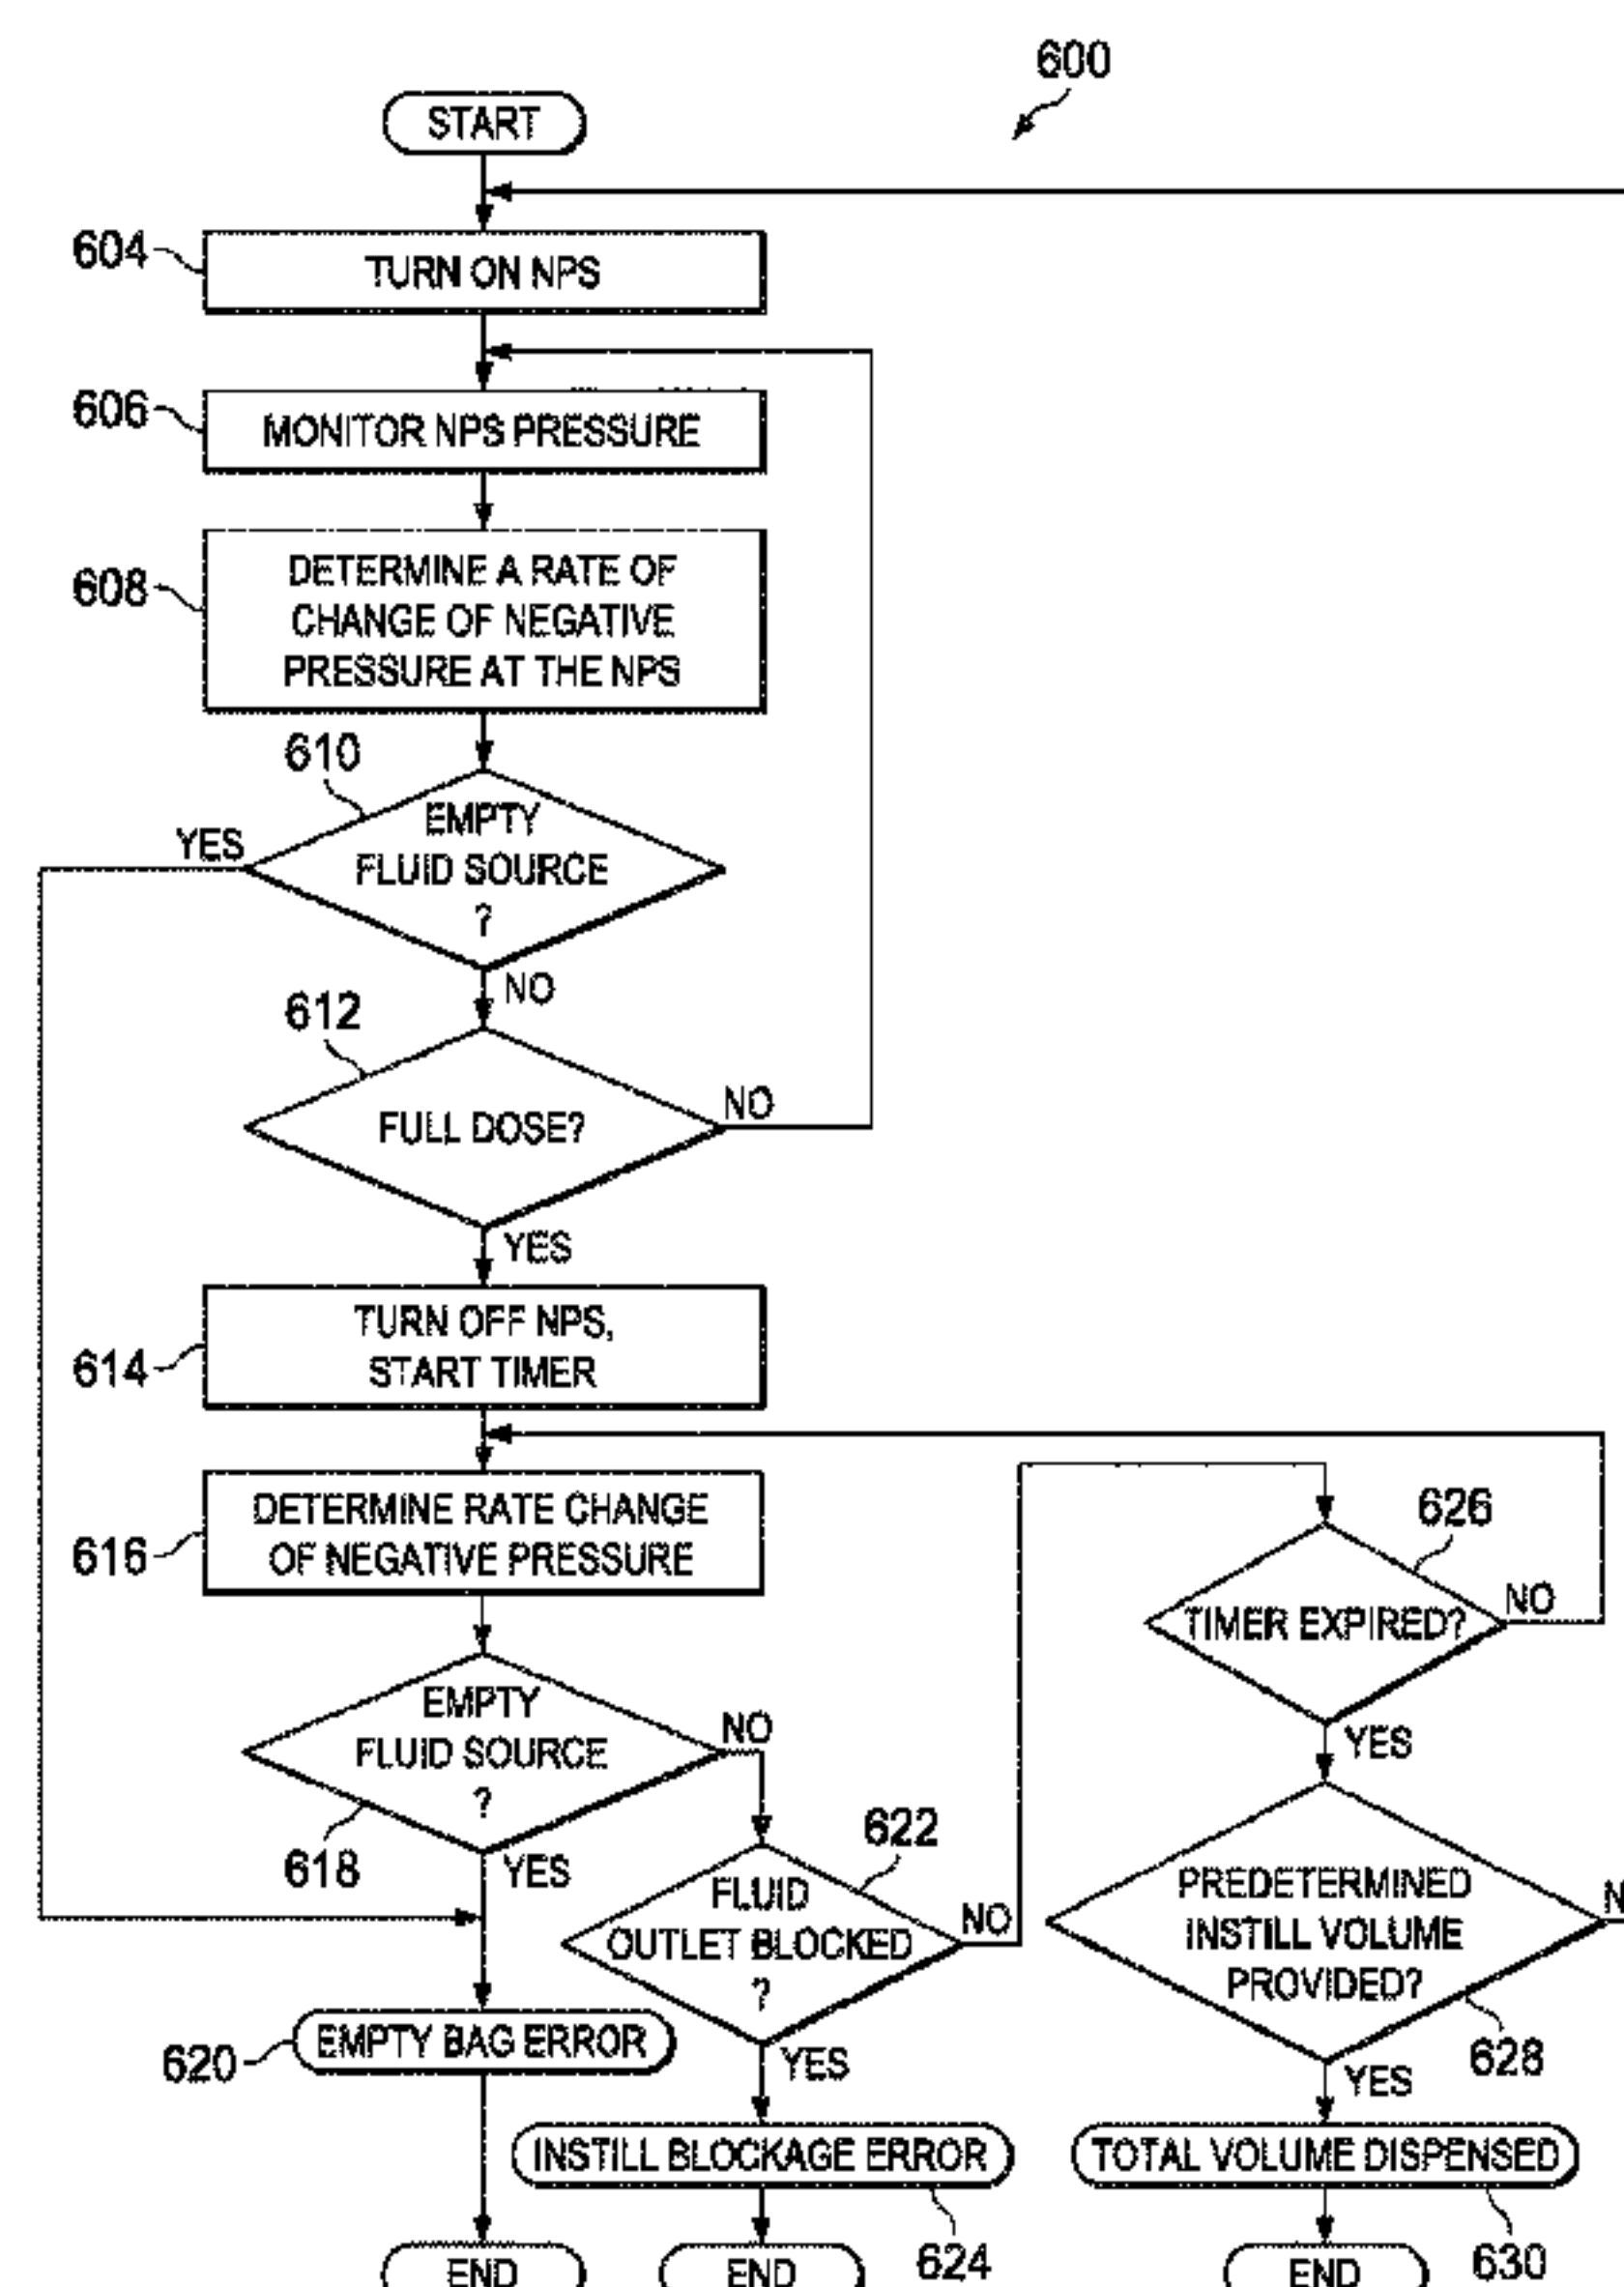 600
START
604
TURN ON NPS
606
MONITOR NPS PRESSURE
608
DETERMINE A RATE OF
CHANGE OF NEGATIVE
PRESSURE AT THE NPS
610
YES
EMPTY
FLUID SOURCE
?
NO
612
FULL DOSE?
NO
YES
614
TURN OFF NPS,
START TIMER
616
DETERMINE RATE CHANGE
OF NEGATIVE PRESSURE
626
TIMER EXPIRED?
NO
YES
EMPTY
FLUID SOURCE
?
NO
618
YES
622
FLUID
OUTLET BLOCKED
?
NO
YES
PREDETERMINED
INSTILL VOLUME
PROVIDED?
628
YES
620
EMPTY BAG ERROR
INSTILL BLOCKAGE ERROR
624
TOTAL VOLUME DISPENSED
630
END
END
END